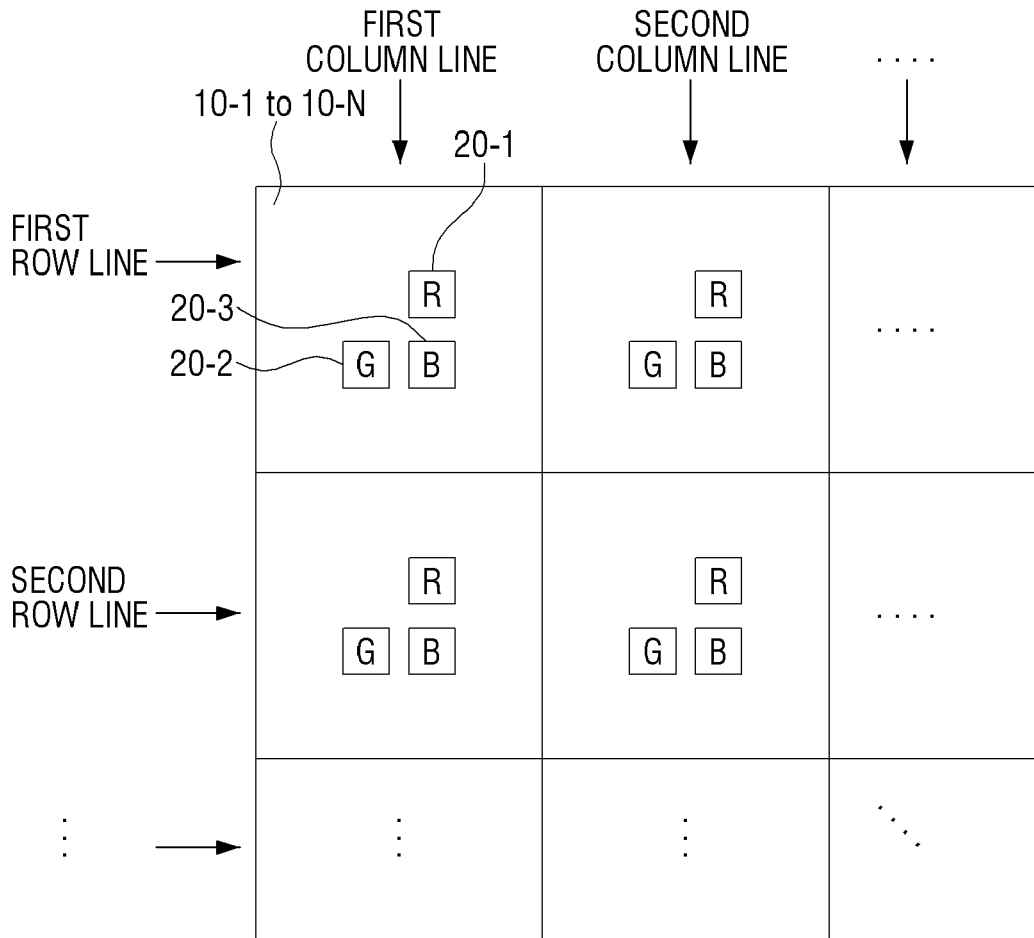 FIRST
COLUMN LINE
SECOND
COLUMN LINE
. . . .
10-1 to 10-N
20-1
FIRST
ROW LINE
R
R
20-3
. . . .
20-2
G
B
G
B
SECOND
ROW LINE
R
R
. . . .
G
B
G
B